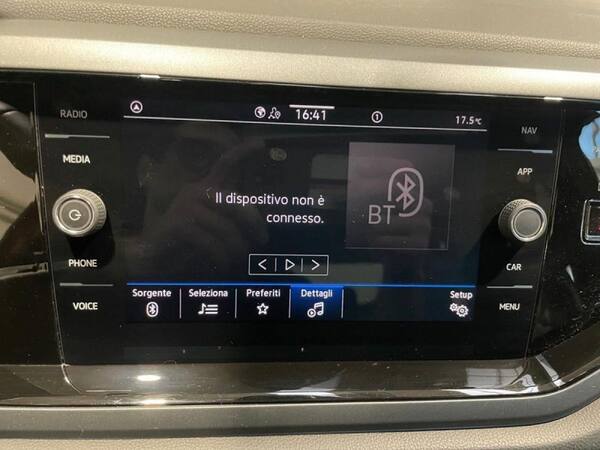 RADIO
MEDIA
PHONE
VOICE
16:41
1
17.5°C
Il dispositivo non è
connesso.
BT
Sorgente
Seleziona
Preferiti
Dettagli
Setup
NAV
APP
CAR
MENU